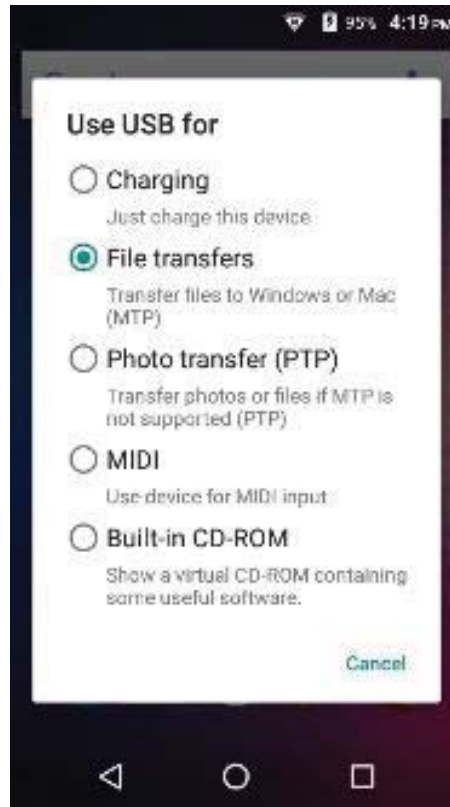 95% 4:19 PM
Use USB for
Charging
Just charge this device
File transfers
Transfer files to Windows or Mac
(MTP)
Photo transfer (PTP)
Transfer photos or files if MTP is
not supported (PTP)
MIDI
Use device for MIDI input
Built-in CD-ROM
Show a virtual CD-ROM containing
some useful software.
Cancel